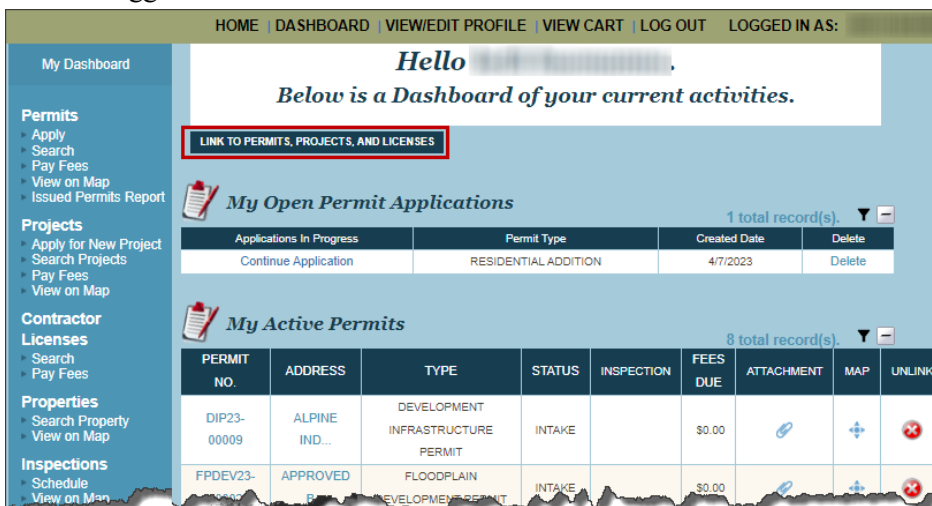 HOME | DASHBOARD | VIEW/EDIT PROFILE | VIEW CART | LOG OUT LOGGED IN AS:
My Dashboard
Permits
Apply
Search
Pay Fees
View on Map
Issued Permits Report
Projects
Apply for New Project
Search Projects
Pay Fees
View on Map
Contractor
Licenses
Search
Pay Fees
Properties
Search Property
View on Map
Inspections
Schedule
View on Map
Hello .
Below is a Dashboard of your current activities.
LINK TO PERMITS, PROJECTS, AND LICENSES
My Open Permit Applications
1 total record(s).
Applications In Progress Permit Type Created Date Delete
Continue Application RESIDENTIAL ADDITION 4/7/2023 Delete
My Active Permits
8 total record(s).
PERMIT NO. ADDRESS TYPE STATUS INSPECTION FEES DUE ATTACHMENT MAP UNLINK
DIP23-00009 ALPINE IND... DEVELOPMENT INFRASTRUCTURE PERMIT INTAKE $0.00
FPDEV23- APPROVED FLOODPLAIN DEVELOPMENT PERMIT INTAKE $0.00